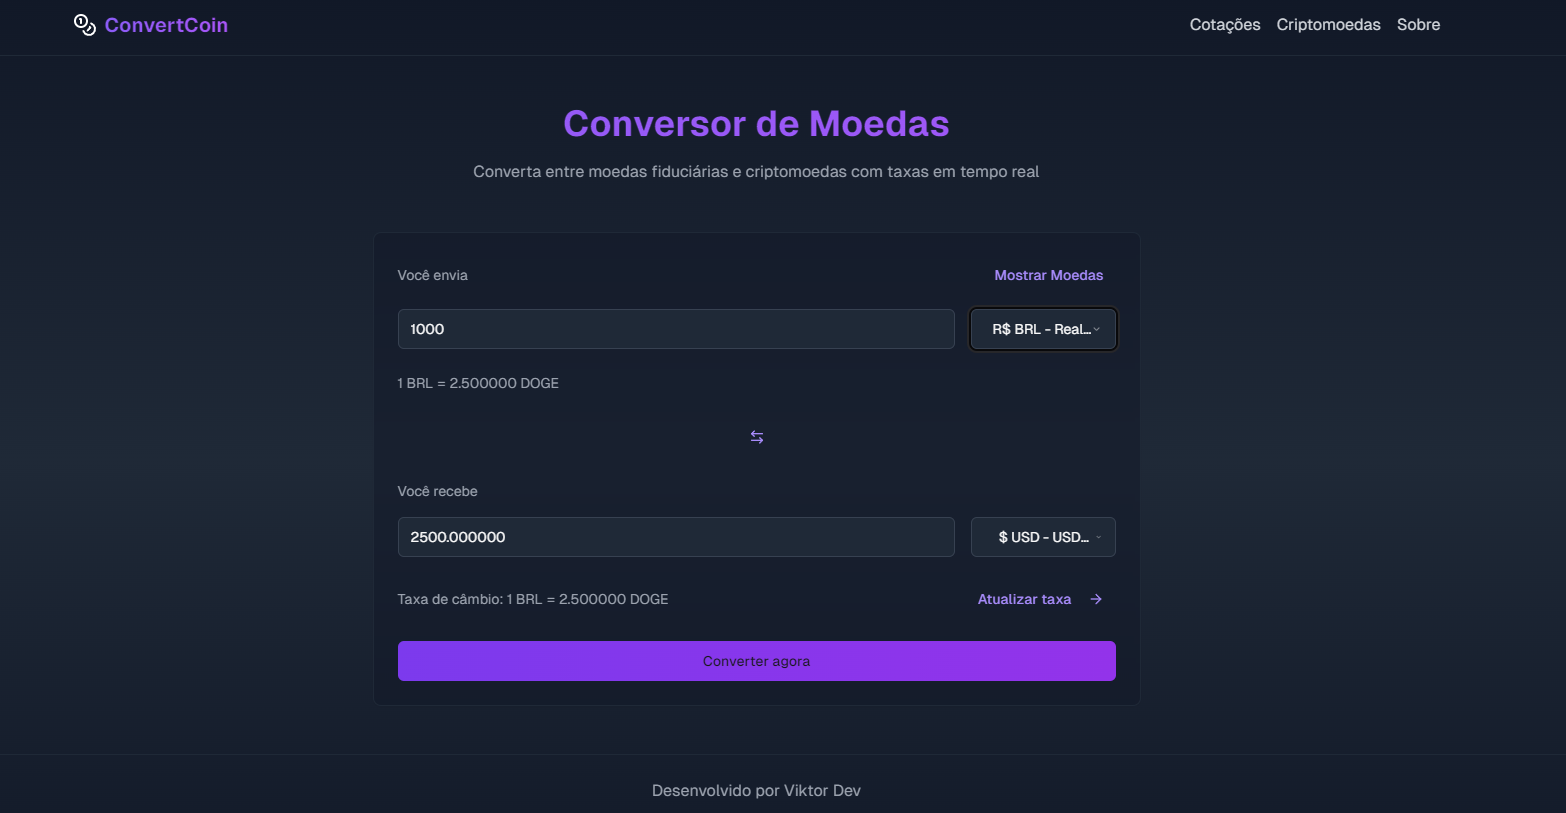 ConvertCoin
Cotações Criptomoedas Sobre
Conversor de Moedas
Converta entre moedas fiduciárias e criptomoedas com taxas em tempo real
Você envia
Mostrar Moedas
1000
R$ BRL - Real...
1 BRL = 2.500000 DOGE
Você recebe
2500.000000
$ USD - USD...
Taxa de câmbio: 1 BRL = 2.500000 DOGE
Atualizar taxa
Converter agora
Desenvolvido por Viktor Dev